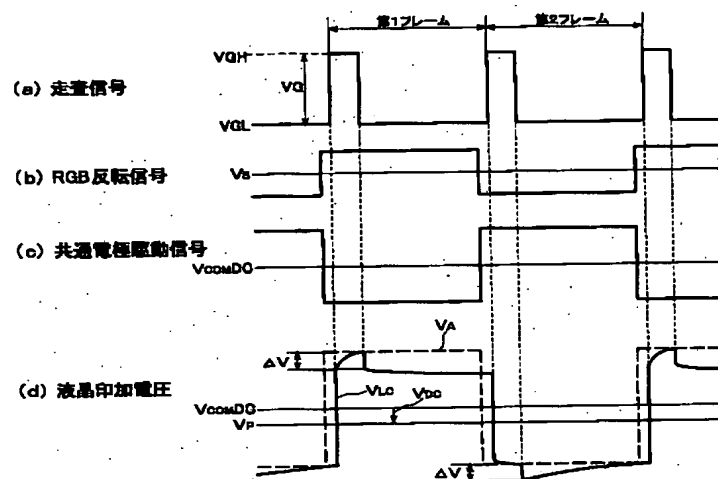 第1フレーム 第2フレーム
VGH
VG
(a) 走査信号
VGL
(b) RGB反転信号
VS
(c) 共通電極駆動信号
VCOMDC
VA
ΔV
(d) 液晶印加電圧
VLC
VDC
VCOMDC
VP
ΔV